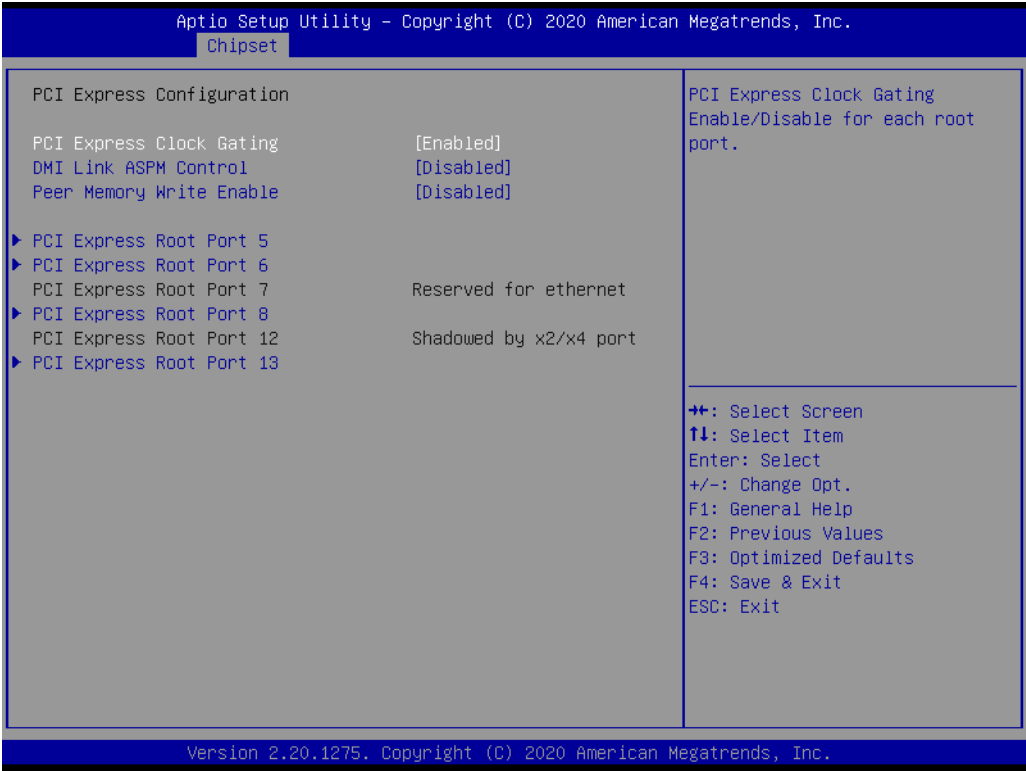 Aptio Setup Utility – Copyright (C) 2020 American Megatrends, Inc.
Chipset
PCI Express Configuration
PCI Express Clock Gating [Enabled]
DMI Link ASPM Control [Disabled]
Peer Memory Write Enable [Disabled]
PCI Express Root Port 5
PCI Express Root Port 6
PCI Express Root Port 7 Reserved for ethernet
PCI Express Root Port 8
PCI Express Root Port 12 Shadowed by x2/x4 port
PCI Express Root Port 13
PCI Express Clock Gating
Enable/Disable for each root
port.
→←: Select Screen
↑↓: Select Item
Enter: Select
+/-: Change Opt.
F1: General Help
F2: Previous Values
F3: Optimized Defaults
F4: Save & Exit
ESC: Exit
Version 2.20.1275. Copyright (C) 2020 American Megatrends, Inc.